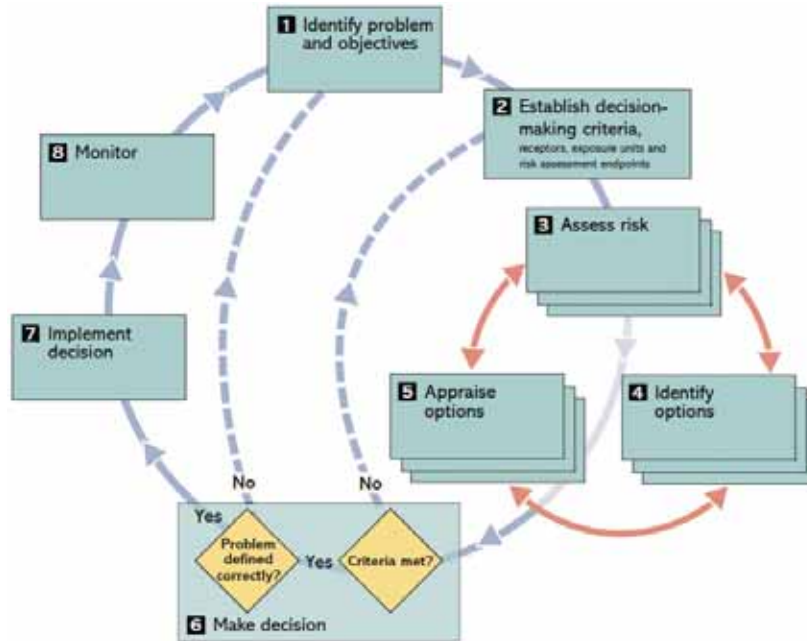 1 Identify problem
and objectives
2 Establish decision-
making criteria,
receptors, exposure units and
risk assessment endpoints
3 Assess risk
4 Identify
options
5 Appraise
options
No
No
Yes
Problem
defined
correctly?
Yes
Criteria met?
6 Make decision
7 Implement
decision
8 Monitor